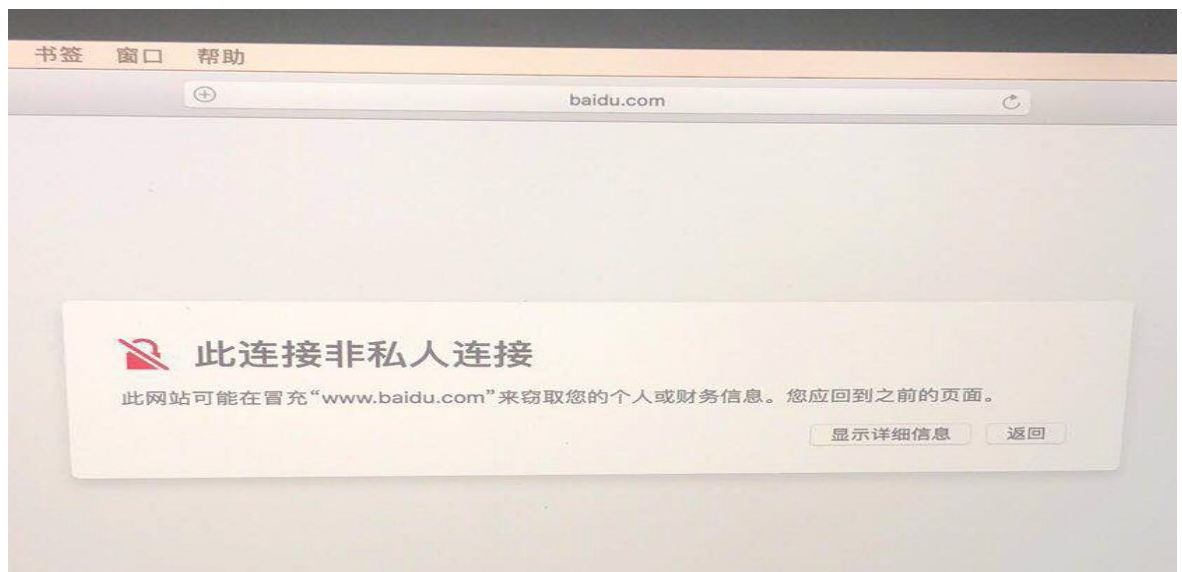 书签 窗口 帮助
baidu.com
此连接非私人连接
此网站可能在冒充“www.baidu.com”来窃取您的个人或财务信息。您应回到之前的页面。
显示详细信息 返回